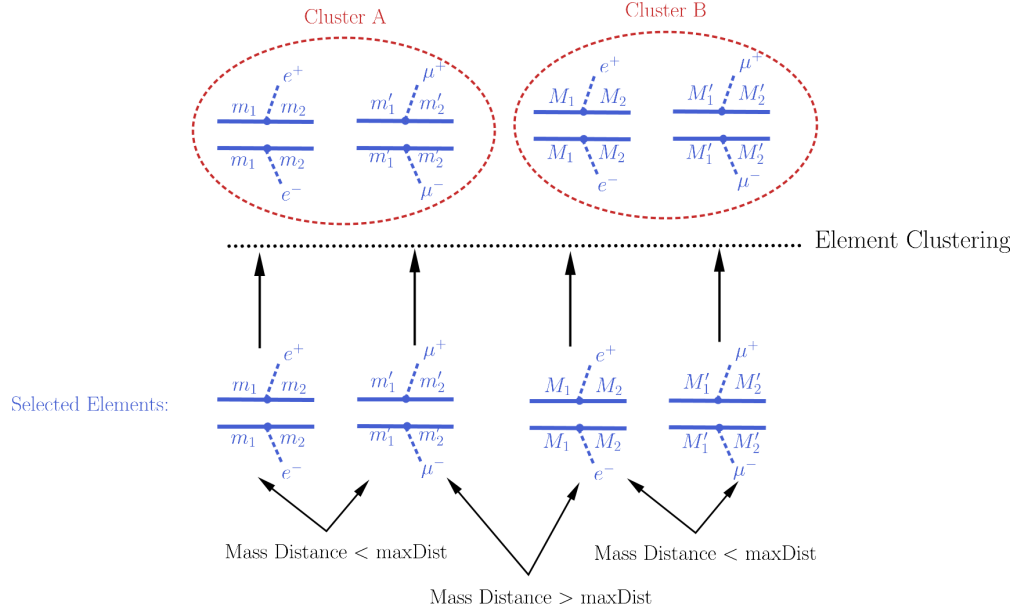 Cluster A
Cluster B
e⁺ μ⁺ e⁺ μ⁺
m₁ m₂ m′₁ m′₂ M₁ M₂ M′₁ M′₂
m₁ m₂ m′₁ m′₂ M₁ M₂ M′₁ M′₂
e⁻ μ⁻ e⁻ μ⁻
Element Clustering
e⁺ μ⁺ e⁺ μ⁺
m₁ m₂ m′₁ m′₂ M₁ M₂ M′₁ M′₂
Selected Elements:
m₁ m₂ m′₁ m′₂ M₁ M₂ M′₁ M′₂
e⁻ μ⁻ e⁻ μ⁻
Mass Distance < maxDist
Mass Distance < maxDist
Mass Distance > maxDist